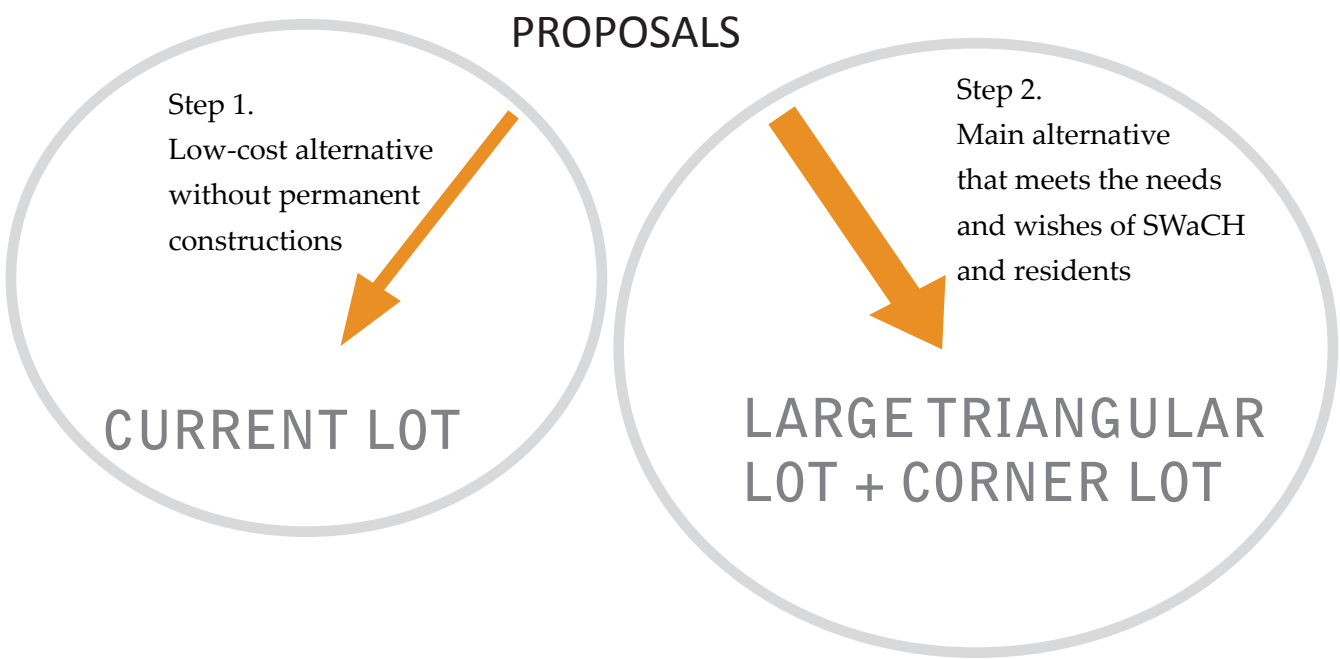 PROPOSALS
Step 1.
Low-cost alternative
without permanent
constructions
CURRENT LOT
Step 2.
Main alternative
that meets the needs
and wishes of SWaCH
and residents
LARGE TRIANGULAR
LOT + CORNER LOT